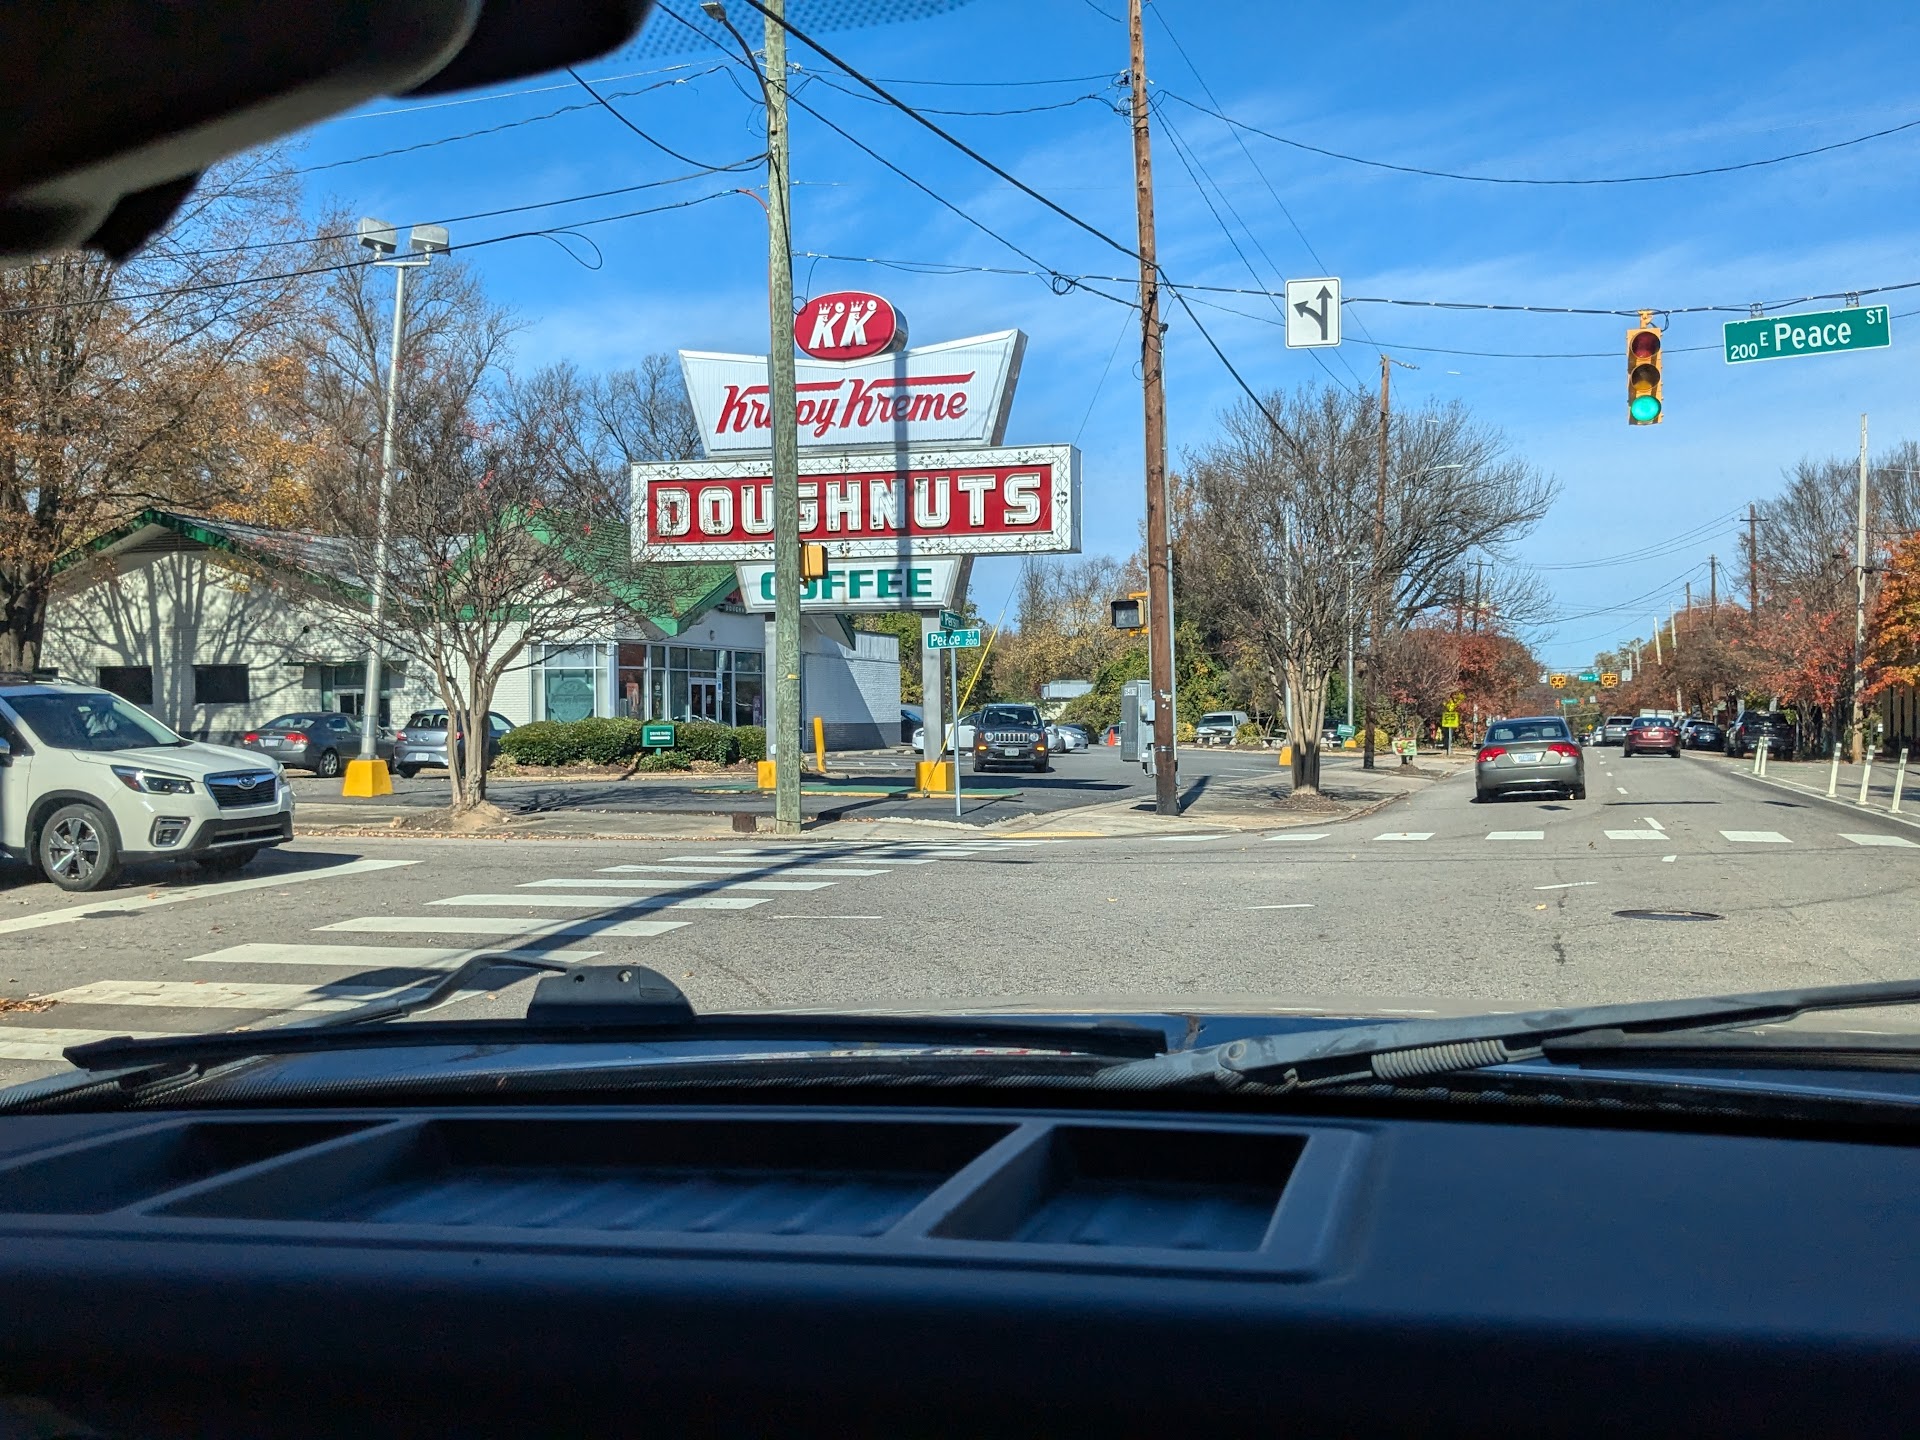 KK
Krispy Kreme
DOUGHNUTS
COFFEE
Peace ST
200
200 E Peace ST